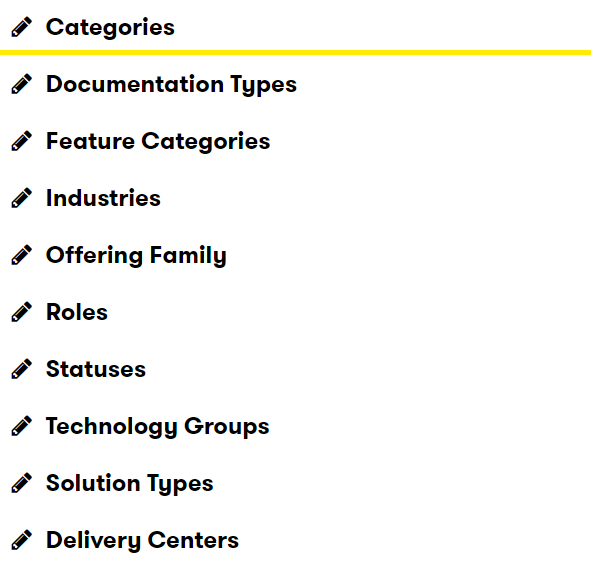 Categories
Documentation Types
Feature Categories
Industries
Offering Family
Roles
Statuses
Technology Groups
Solution Types
Delivery Centers